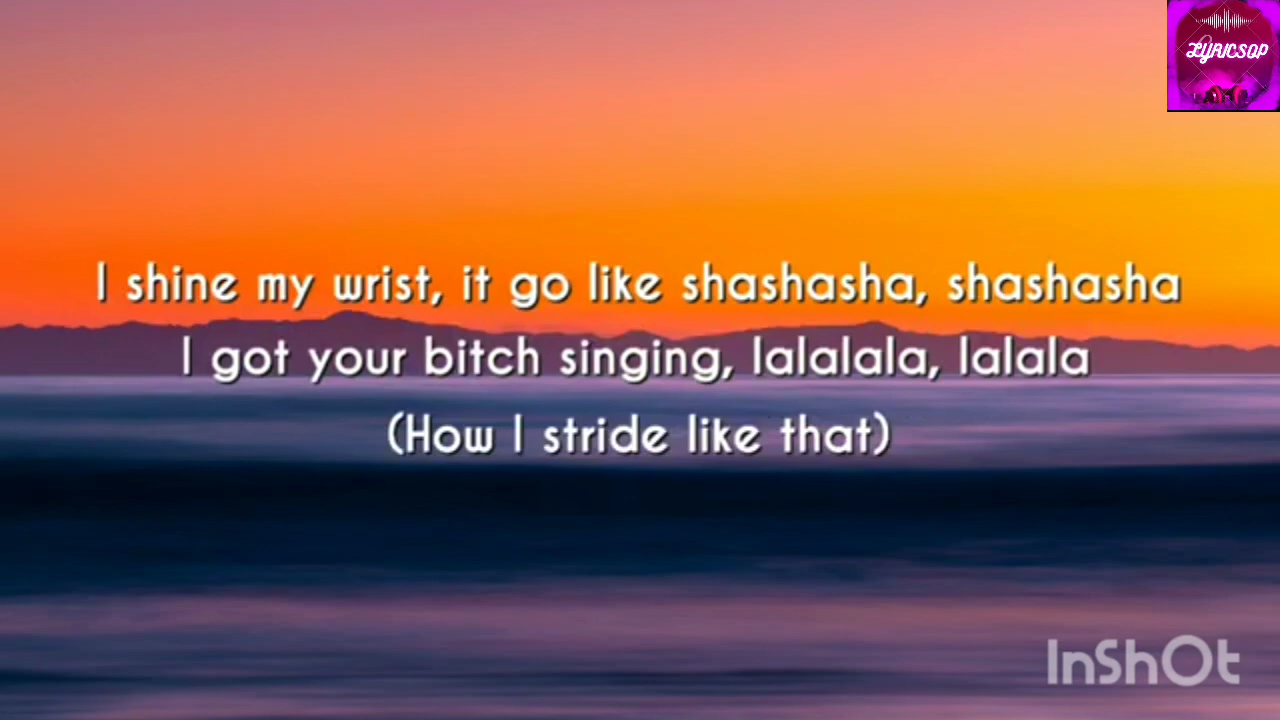 LYRICSOP
I shine my wrist, it go like shashasha, shashasha
I got your bitch singing, lalalala, lalala
(How I stride like that)
InShOt